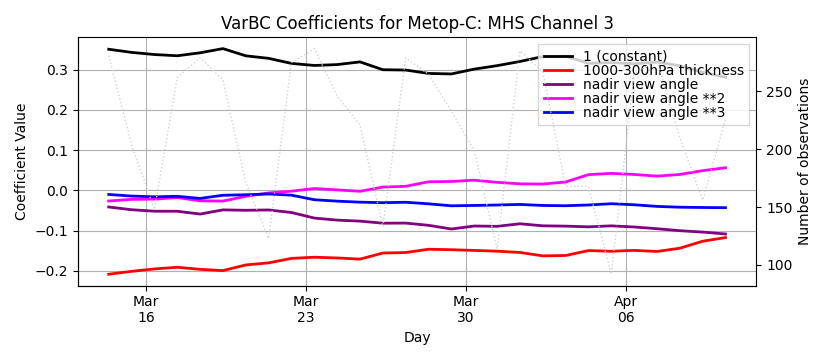 VarBC Coefficients for Metop-C: MHS Channel 3
1 (constant)
1000-300hPa thickness
nadir view angle
nadir view angle **2
nadir view angle **3
Coefficient Value
0.3
0.2
0.1
0.0
−0.1
−0.2
Number of observations
250
200
150
100
Mar
16
Mar
23
Mar
30
Apr
06
Day